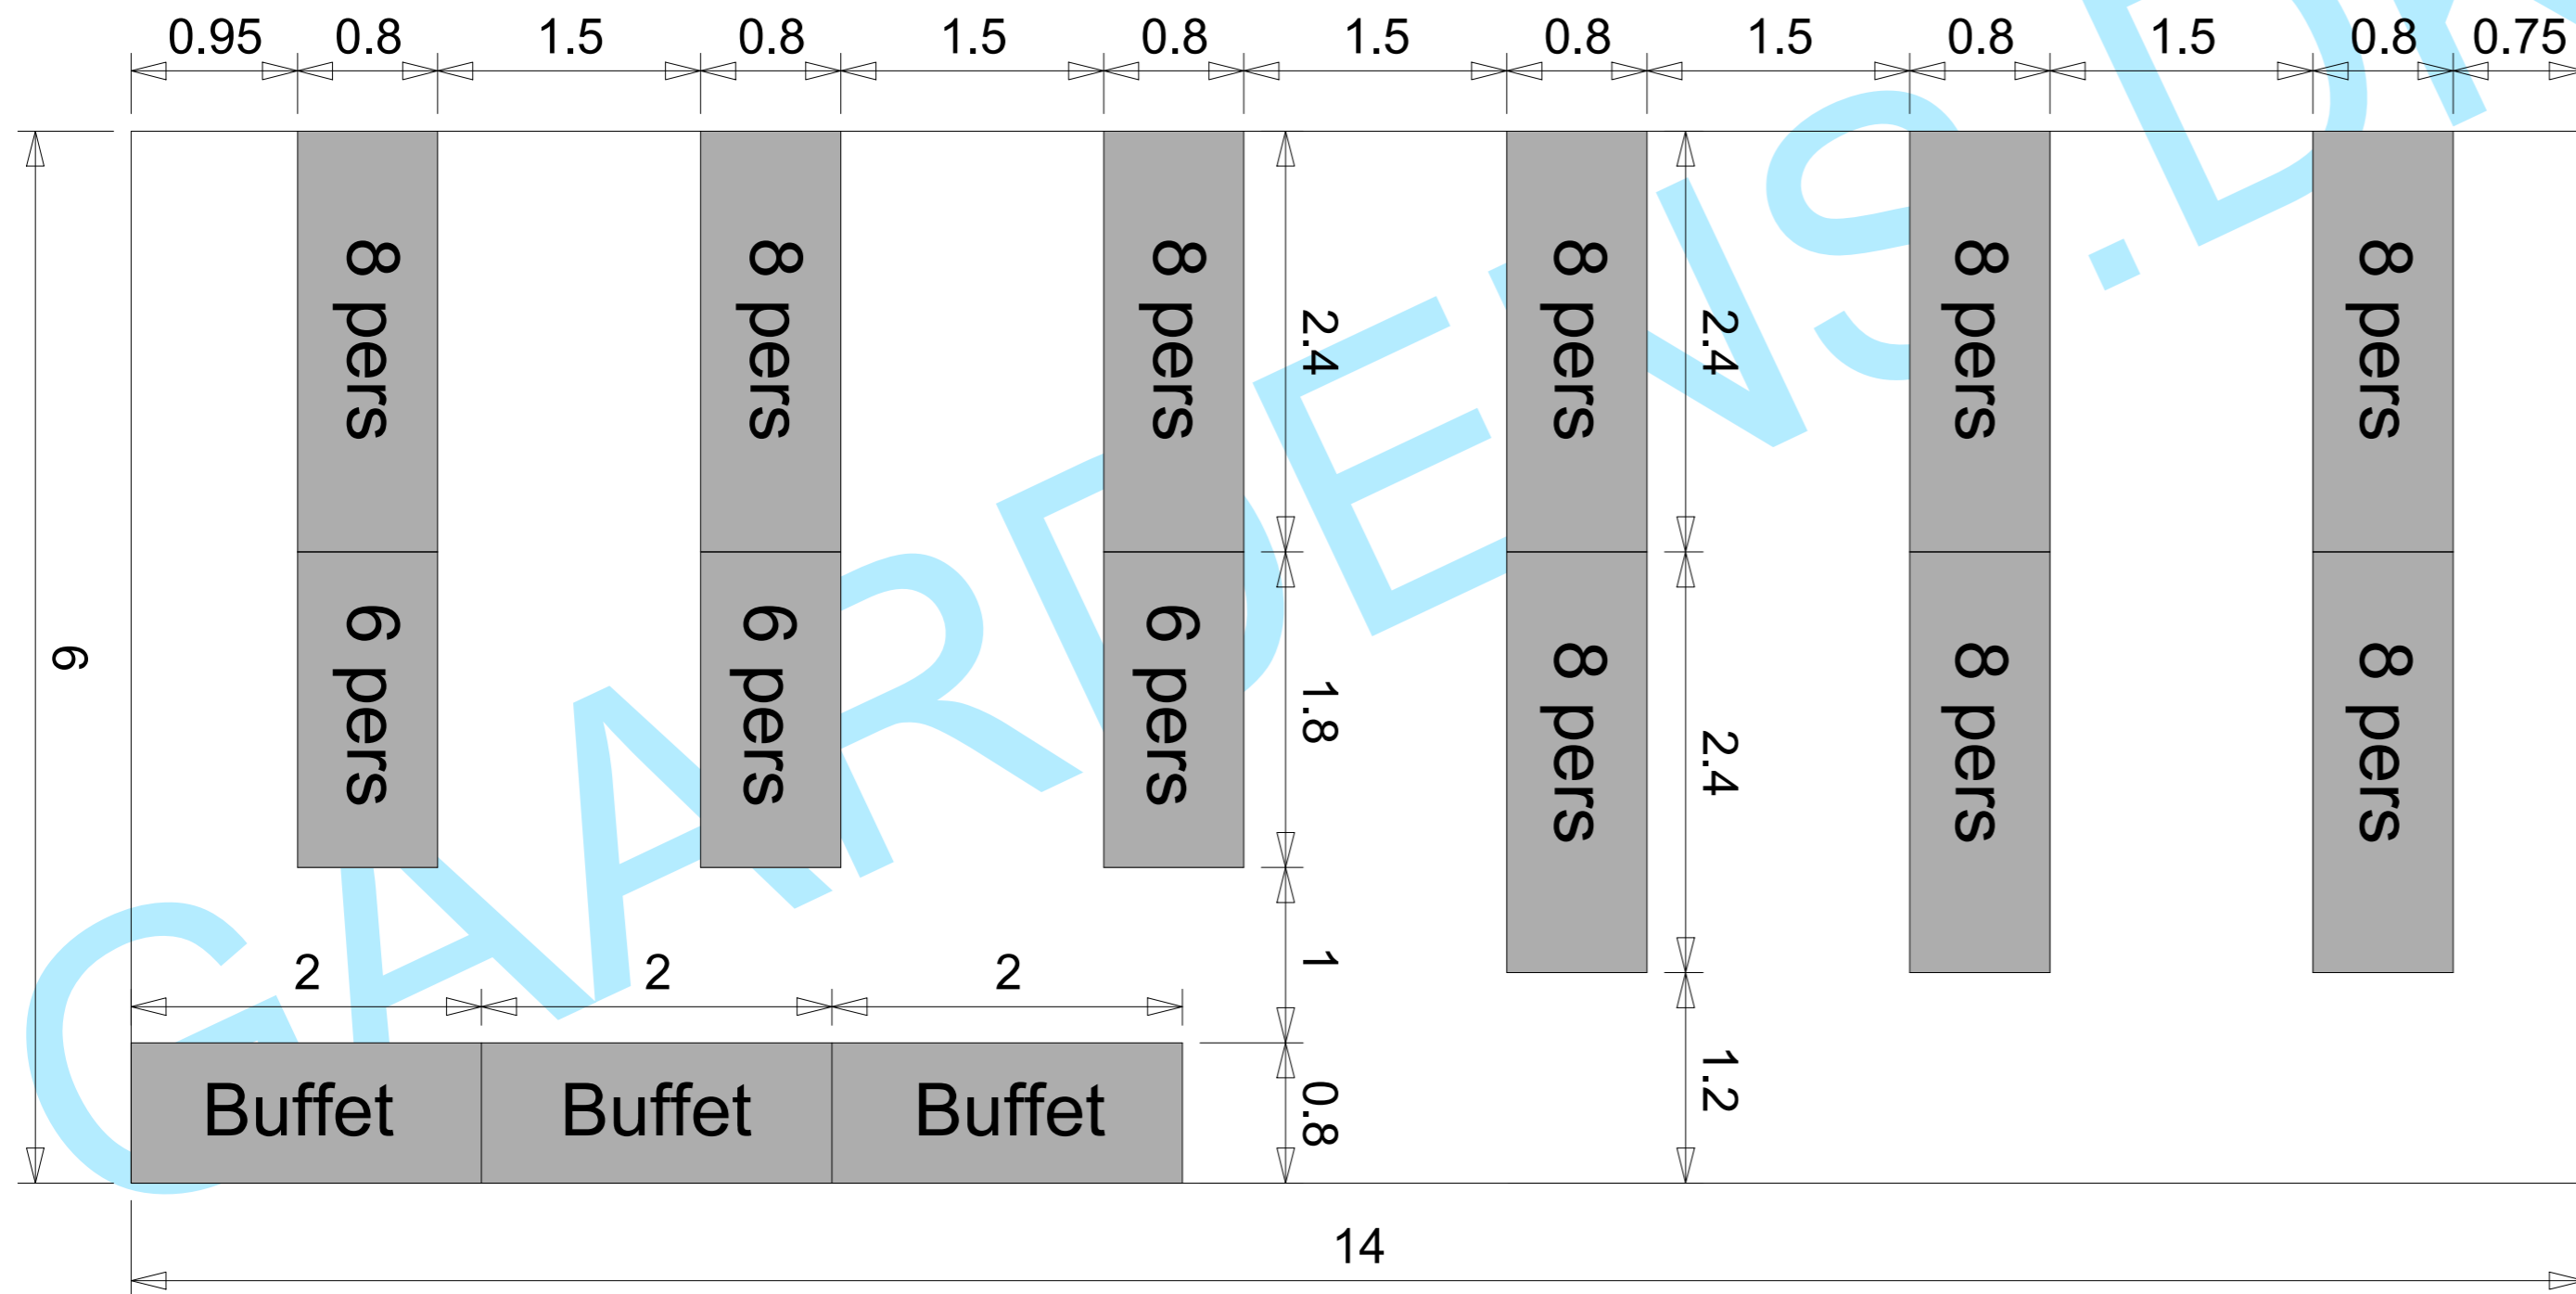 0.95 0.8 1.5 0.8 1.5 0.8 1.5 0.8 1.5 0.8 1.5 0.8 0.75
8 pers 8 pers 8 pers 8 pers 8 pers 8 pers
2.4 2.4
6
6 pers 6 pers 6 pers 8 pers 8 pers 8 pers
1.8 2.4
2 2 2
1
Buffet Buffet Buffet
0.8 1.2
14
GAARDENS.DK